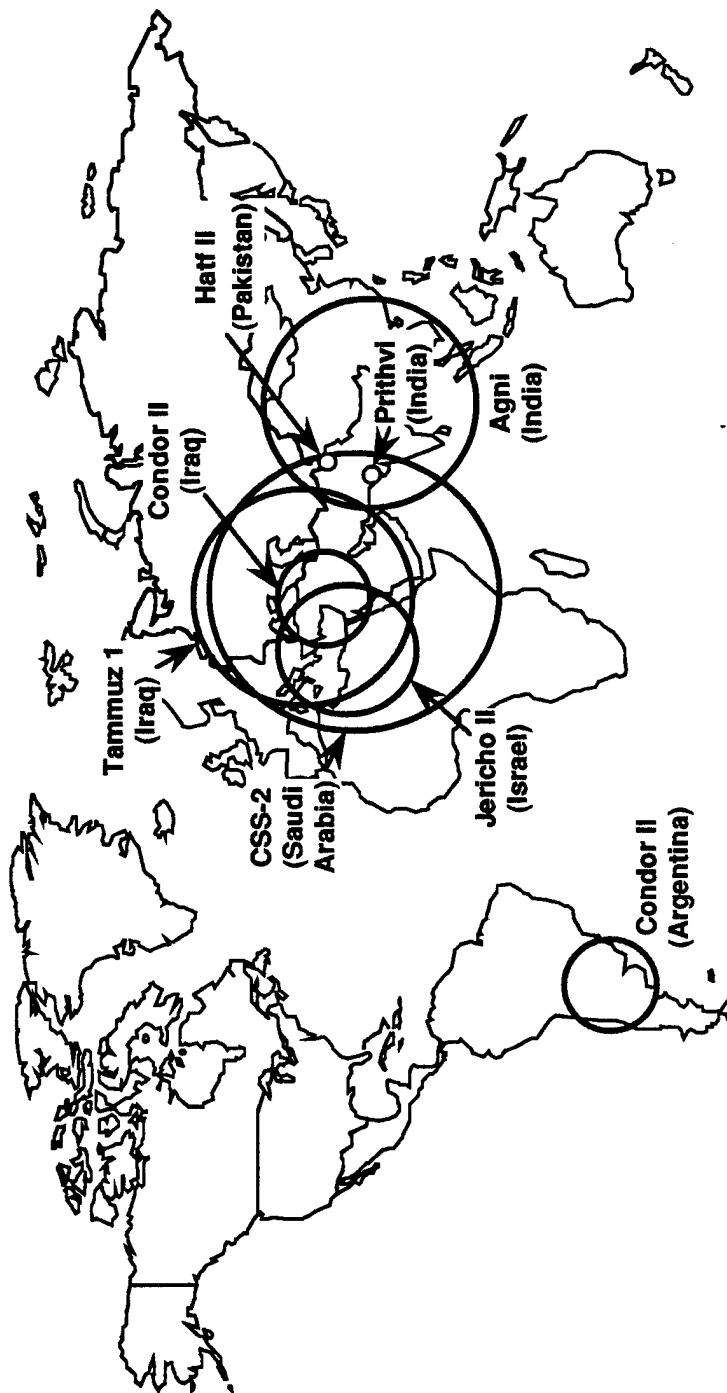 Tammuz 1
(Iraq)
Condor II
(Iraq)
Hatf II
(Pakistan)
CSS-2
(Saudi
Arabia)
Prithvi
(India)
Jericho II
(Israel)
Agni
(India)
Condor II
(Argentina)